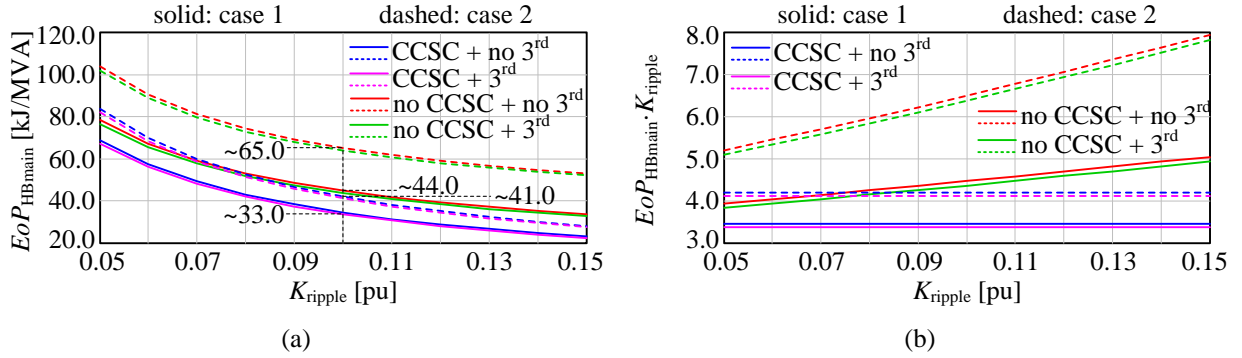 solid: case 1 dashed: case 2
EoP_HBmain [kJ/MVA]
120.0
100.0
80.0
60.0
40.0
20.0
CCSC + no 3rd
CCSC + 3rd
no CCSC + no 3rd
no CCSC + 3rd
~65.0
~44.0
~41.0
~33.0
0.05 0.07 0.09 0.11 0.13 0.15
K_ripple [pu]
(a)
solid: case 1 dashed: case 2
EoP_HBmain·K_ripple
8.0
7.0
6.0
5.0
4.0
3.0
CCSC + no 3rd
CCSC + 3rd
no CCSC + no 3rd
no CCSC + 3rd
0.05 0.07 0.09 0.11 0.13 0.15
K_ripple [pu]
(b)